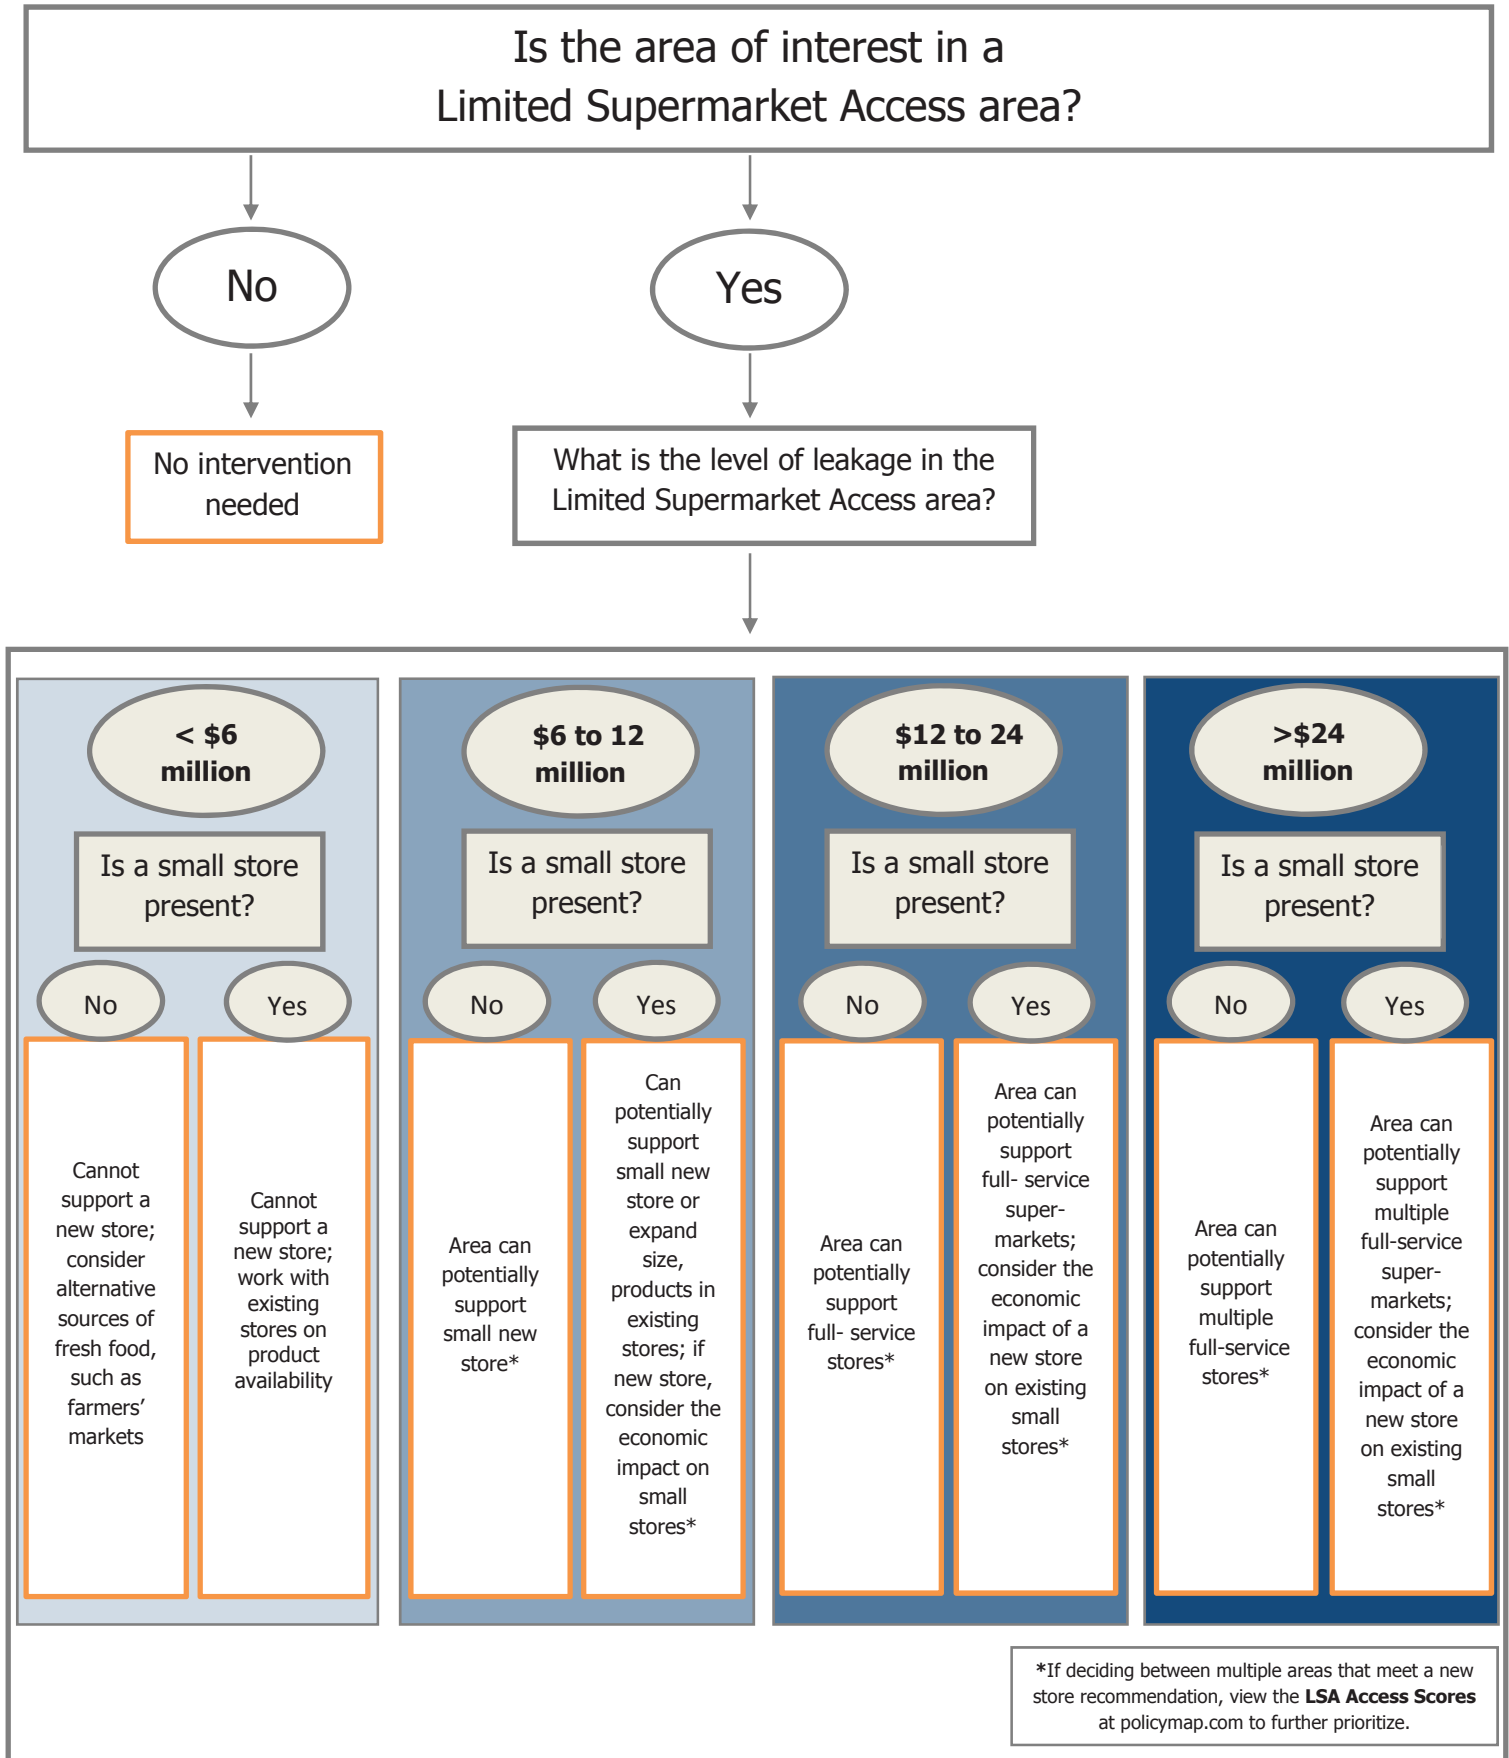 Is the area of interest in a
Limited Supermarket Access area?
No
Yes
No intervention
needed
What is the level of leakage in the
Limited Supermarket Access area?
< $6
million
Is a small store
present?
No
Yes
Cannot
support a
new store;
consider
alternative
sources of
fresh food,
such as
farmers’
markets
Cannot
support a
new store;
work with
existing
stores on
product
availability
$6 to 12
million
Is a small store
present?
No
Yes
Area can
potentially
support
small new
store*
Can
potentially
support
small new
store or
expand
size,
products in
existing
stores; if
new store,
consider the
economic
impact on
small
stores*
$12 to 24
million
Is a small store
present?
No
Yes
Area can
potentially
support
full- service
stores*
Area can
potentially
support
full- service
super-
markets;
consider the
economic
impact of a
new store
on existing
small
stores*
>$24
million
Is a small store
present?
No
Yes
Area can
potentially
support
multiple
full-service
stores*
Area can
potentially
support
multiple
full-service
super-
markets;
consider the
economic
impact of a
new store
on existing
small
stores*
*If deciding between multiple areas that meet a new
store recommendation, view the LSA Access Scores
at policymap.com to further prioritize.